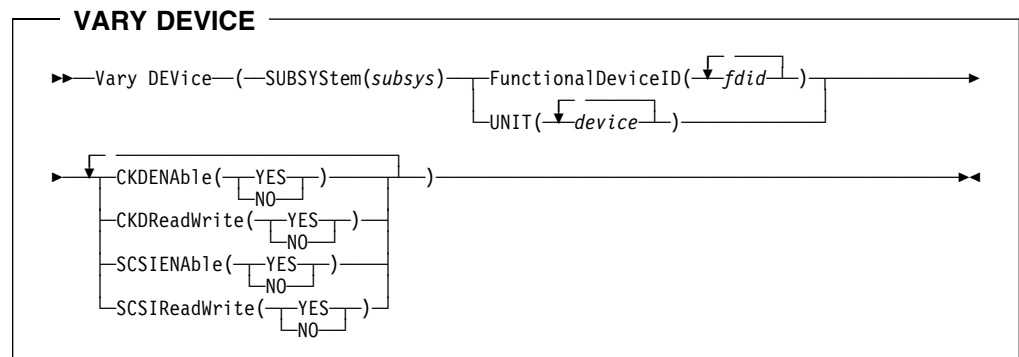 VARY DEVICE
Vary DEVice ( SUBSYStem(subsys) FunctionalDeviceID( fdid )
UNIT( device )
CKDENAble( YES ) )
NO
CKDReadWrite( YES )
NO
SCSIENAble( YES )
NO
SCSIReadWrite( YES )
NO